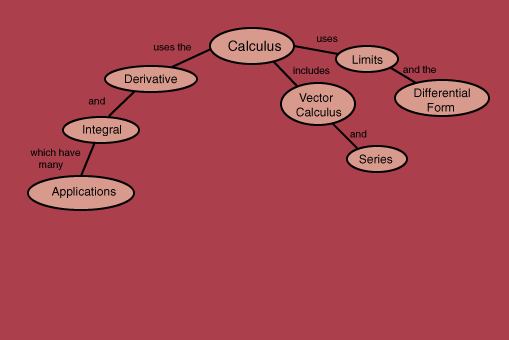 Calculus
uses the
uses
Derivative
Limits
includes
and the
and
Vector
Calculus
Differential
Form
Integral
and
which have
many
Series
Applications